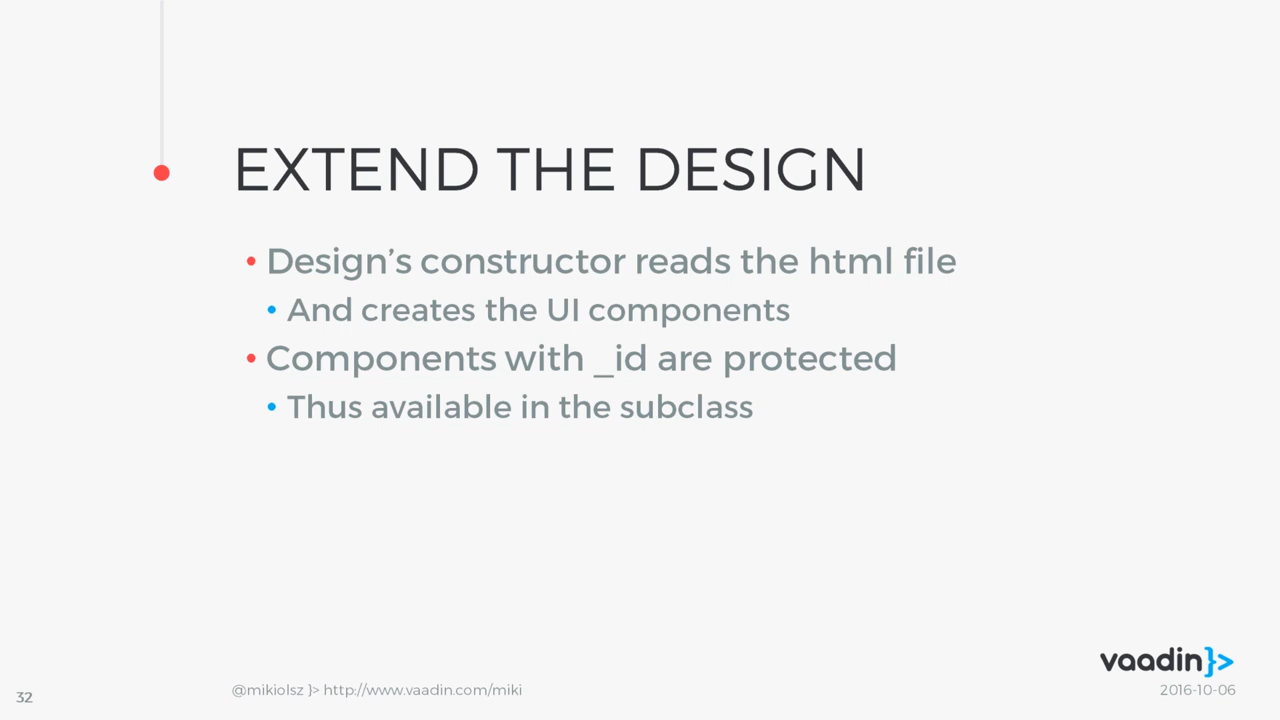 EXTEND THE DESIGN
• Design’s constructor reads the html file
• And creates the UI components
• Components with _id are protected
• Thus available in the subclass
vaadin}>
32
@mikiolsz }> http://www.vaadin.com/miki
2016-10-06